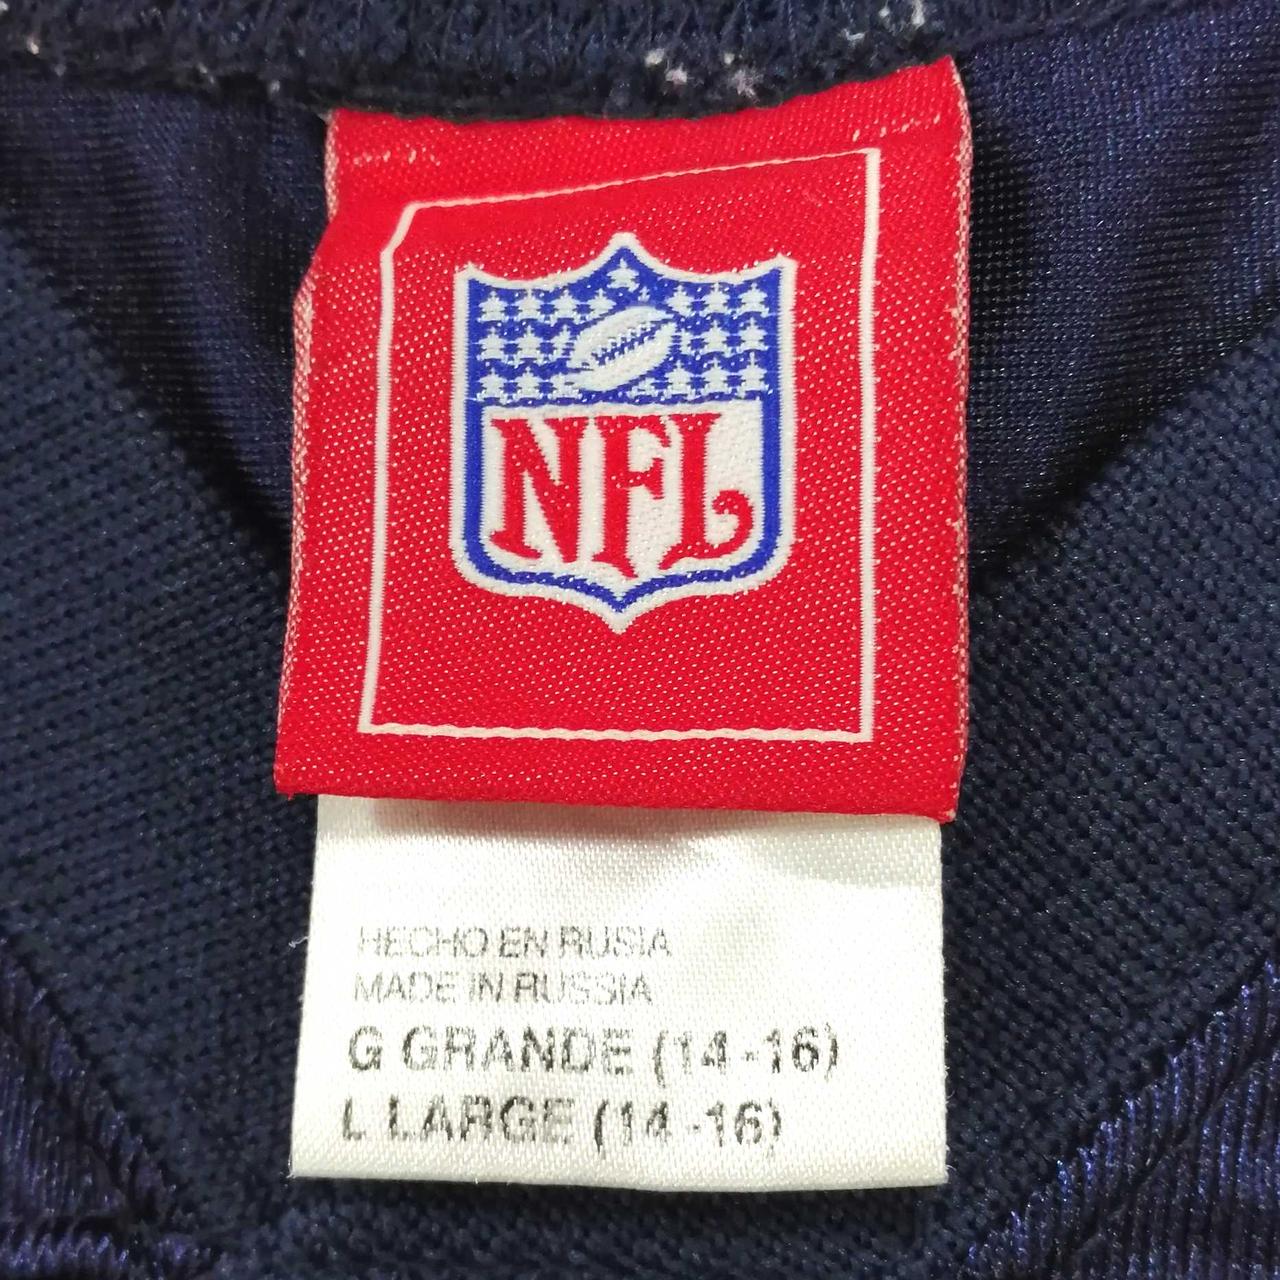 NFL
HECHO EN RUSIA
MADE IN RUSSIA
G GRANDE (14-16)
L LARGE (14-16)